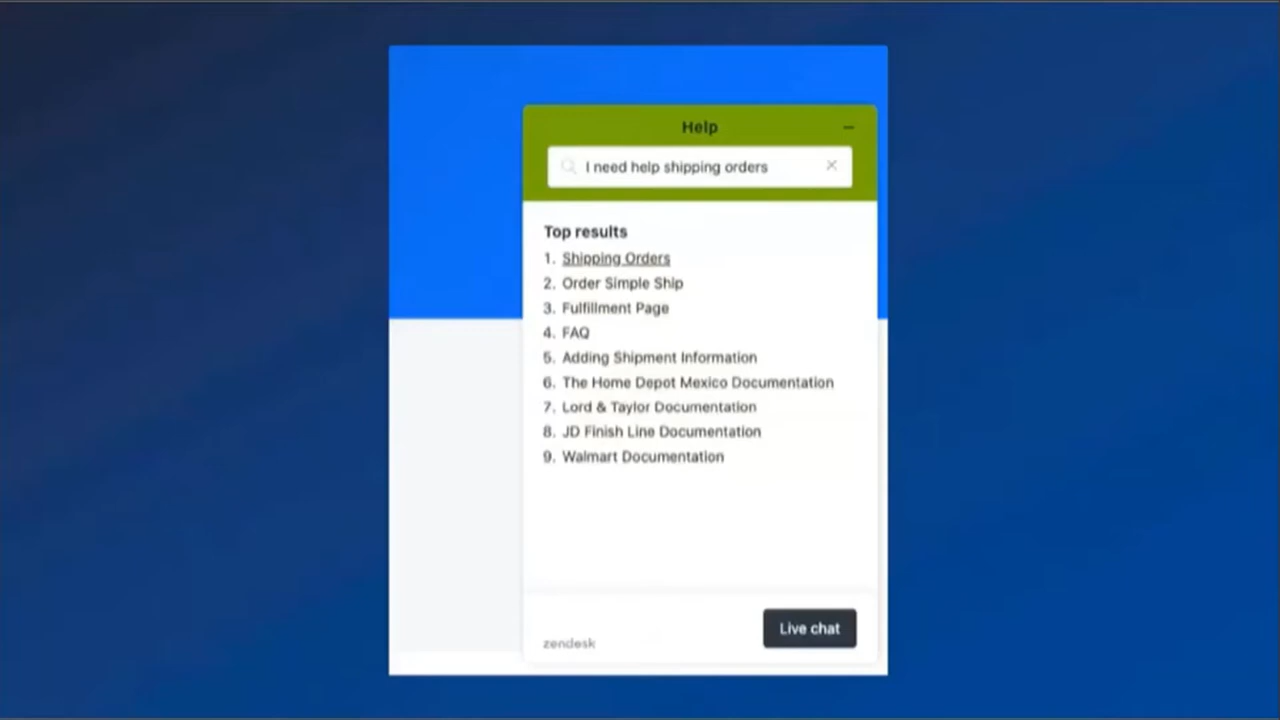 Help
I need help shipping orders
Top results
1. Shipping Orders
2. Order Simple Ship
3. Fulfillment Page
4. FAQ
5. Adding Shipment Information
6. The Home Depot Mexico Documentation
7. Lord & Taylor Documentation
8. JD Finish Line Documentation
9. Walmart Documentation
Live chat
zendesk